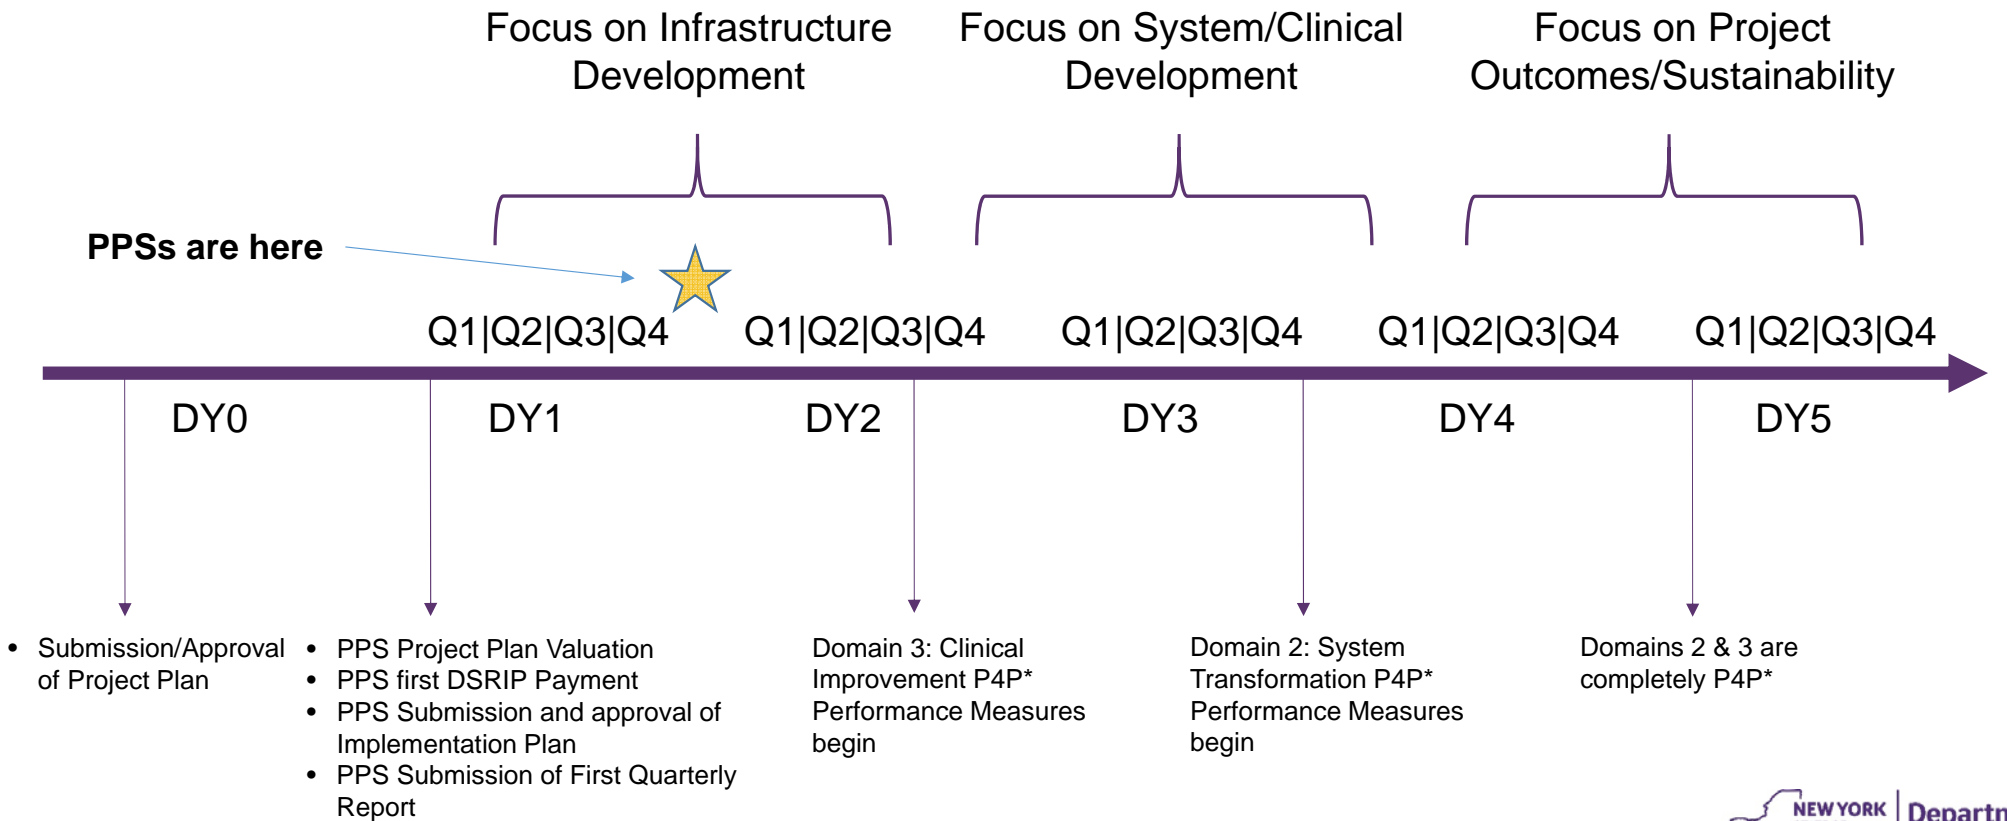 Focus on Infrastructure
Development
Focus on System/Clinical
Development
Focus on Project
Outcomes/Sustainability
PPSs are here
Q1|Q2|Q3|Q4
Q1|Q2|Q3|Q4
Q1|Q2|Q3|Q4
Q1|Q2|Q3|Q4
Q1|Q2|Q3|Q4
DY0
DY1
DY2
DY3
DY4
DY5
• Submission/Approval
of Project Plan
• PPS Project Plan Valuation
• PPS first DSRIP Payment
• PPS Submission and approval of
Implementation Plan
• PPS Submission of First Quarterly
Report
Domain 3: Clinical
Improvement P4P*
Performance Measures
begin
Domain 2: System
Transformation P4P*
Performance Measures
begin
Domains 2 & 3 are
completely P4P*
NEW YORK